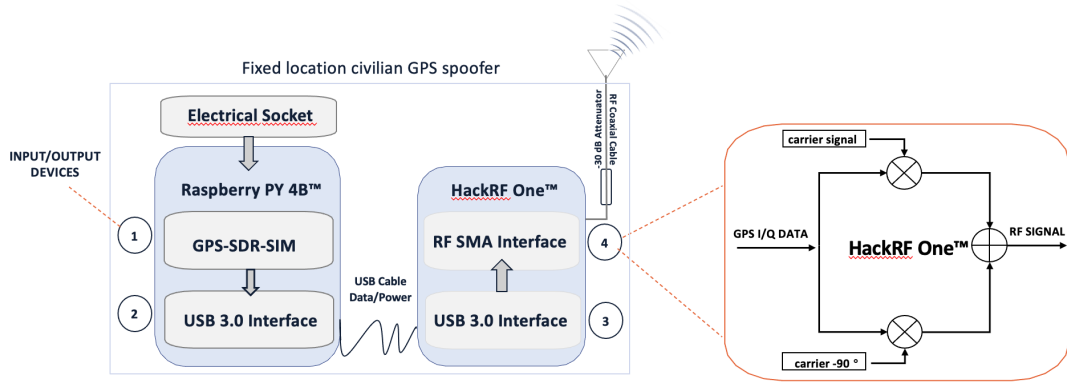 Fixed location civilian GPS spoofer
Electrical Socket
INPUT/OUTPUT
DEVICES
Raspberry PY 4B™
1
GPS-SDR-SIM
2
USB 3.0 Interface
USB Cable
Data/Power
HackRF One™
RF SMA Interface
4
USB 3.0 Interface
3
RF Coaxial Cable
-30 dB Attenuator
carrier signal
GPS I/Q DATA
HackRF One™
RF SIGNAL
carrier -90 °